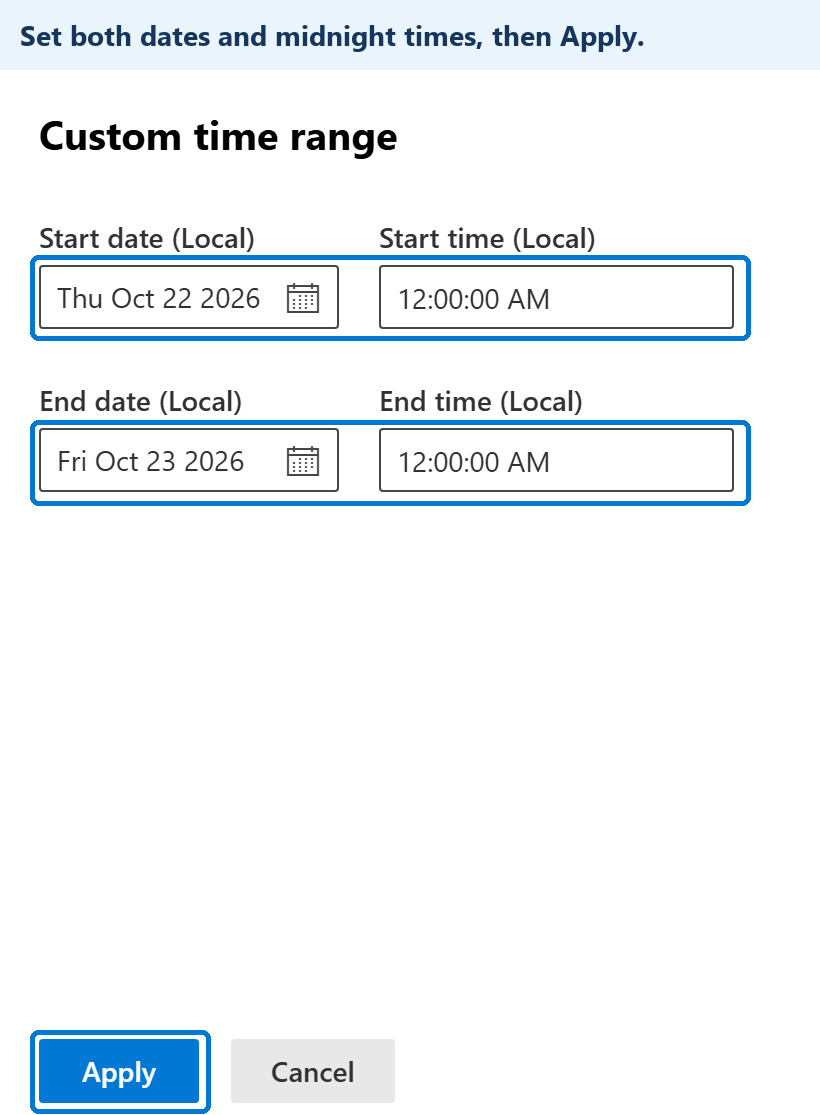 Set both dates and midnight times, then Apply.
Custom time range
Start date (Local) Start time (Local)
Thu Oct 22 2026 12:00:00 AM
End date (Local) End time (Local)
Fri Oct 23 2026 12:00:00 AM
Apply Cancel